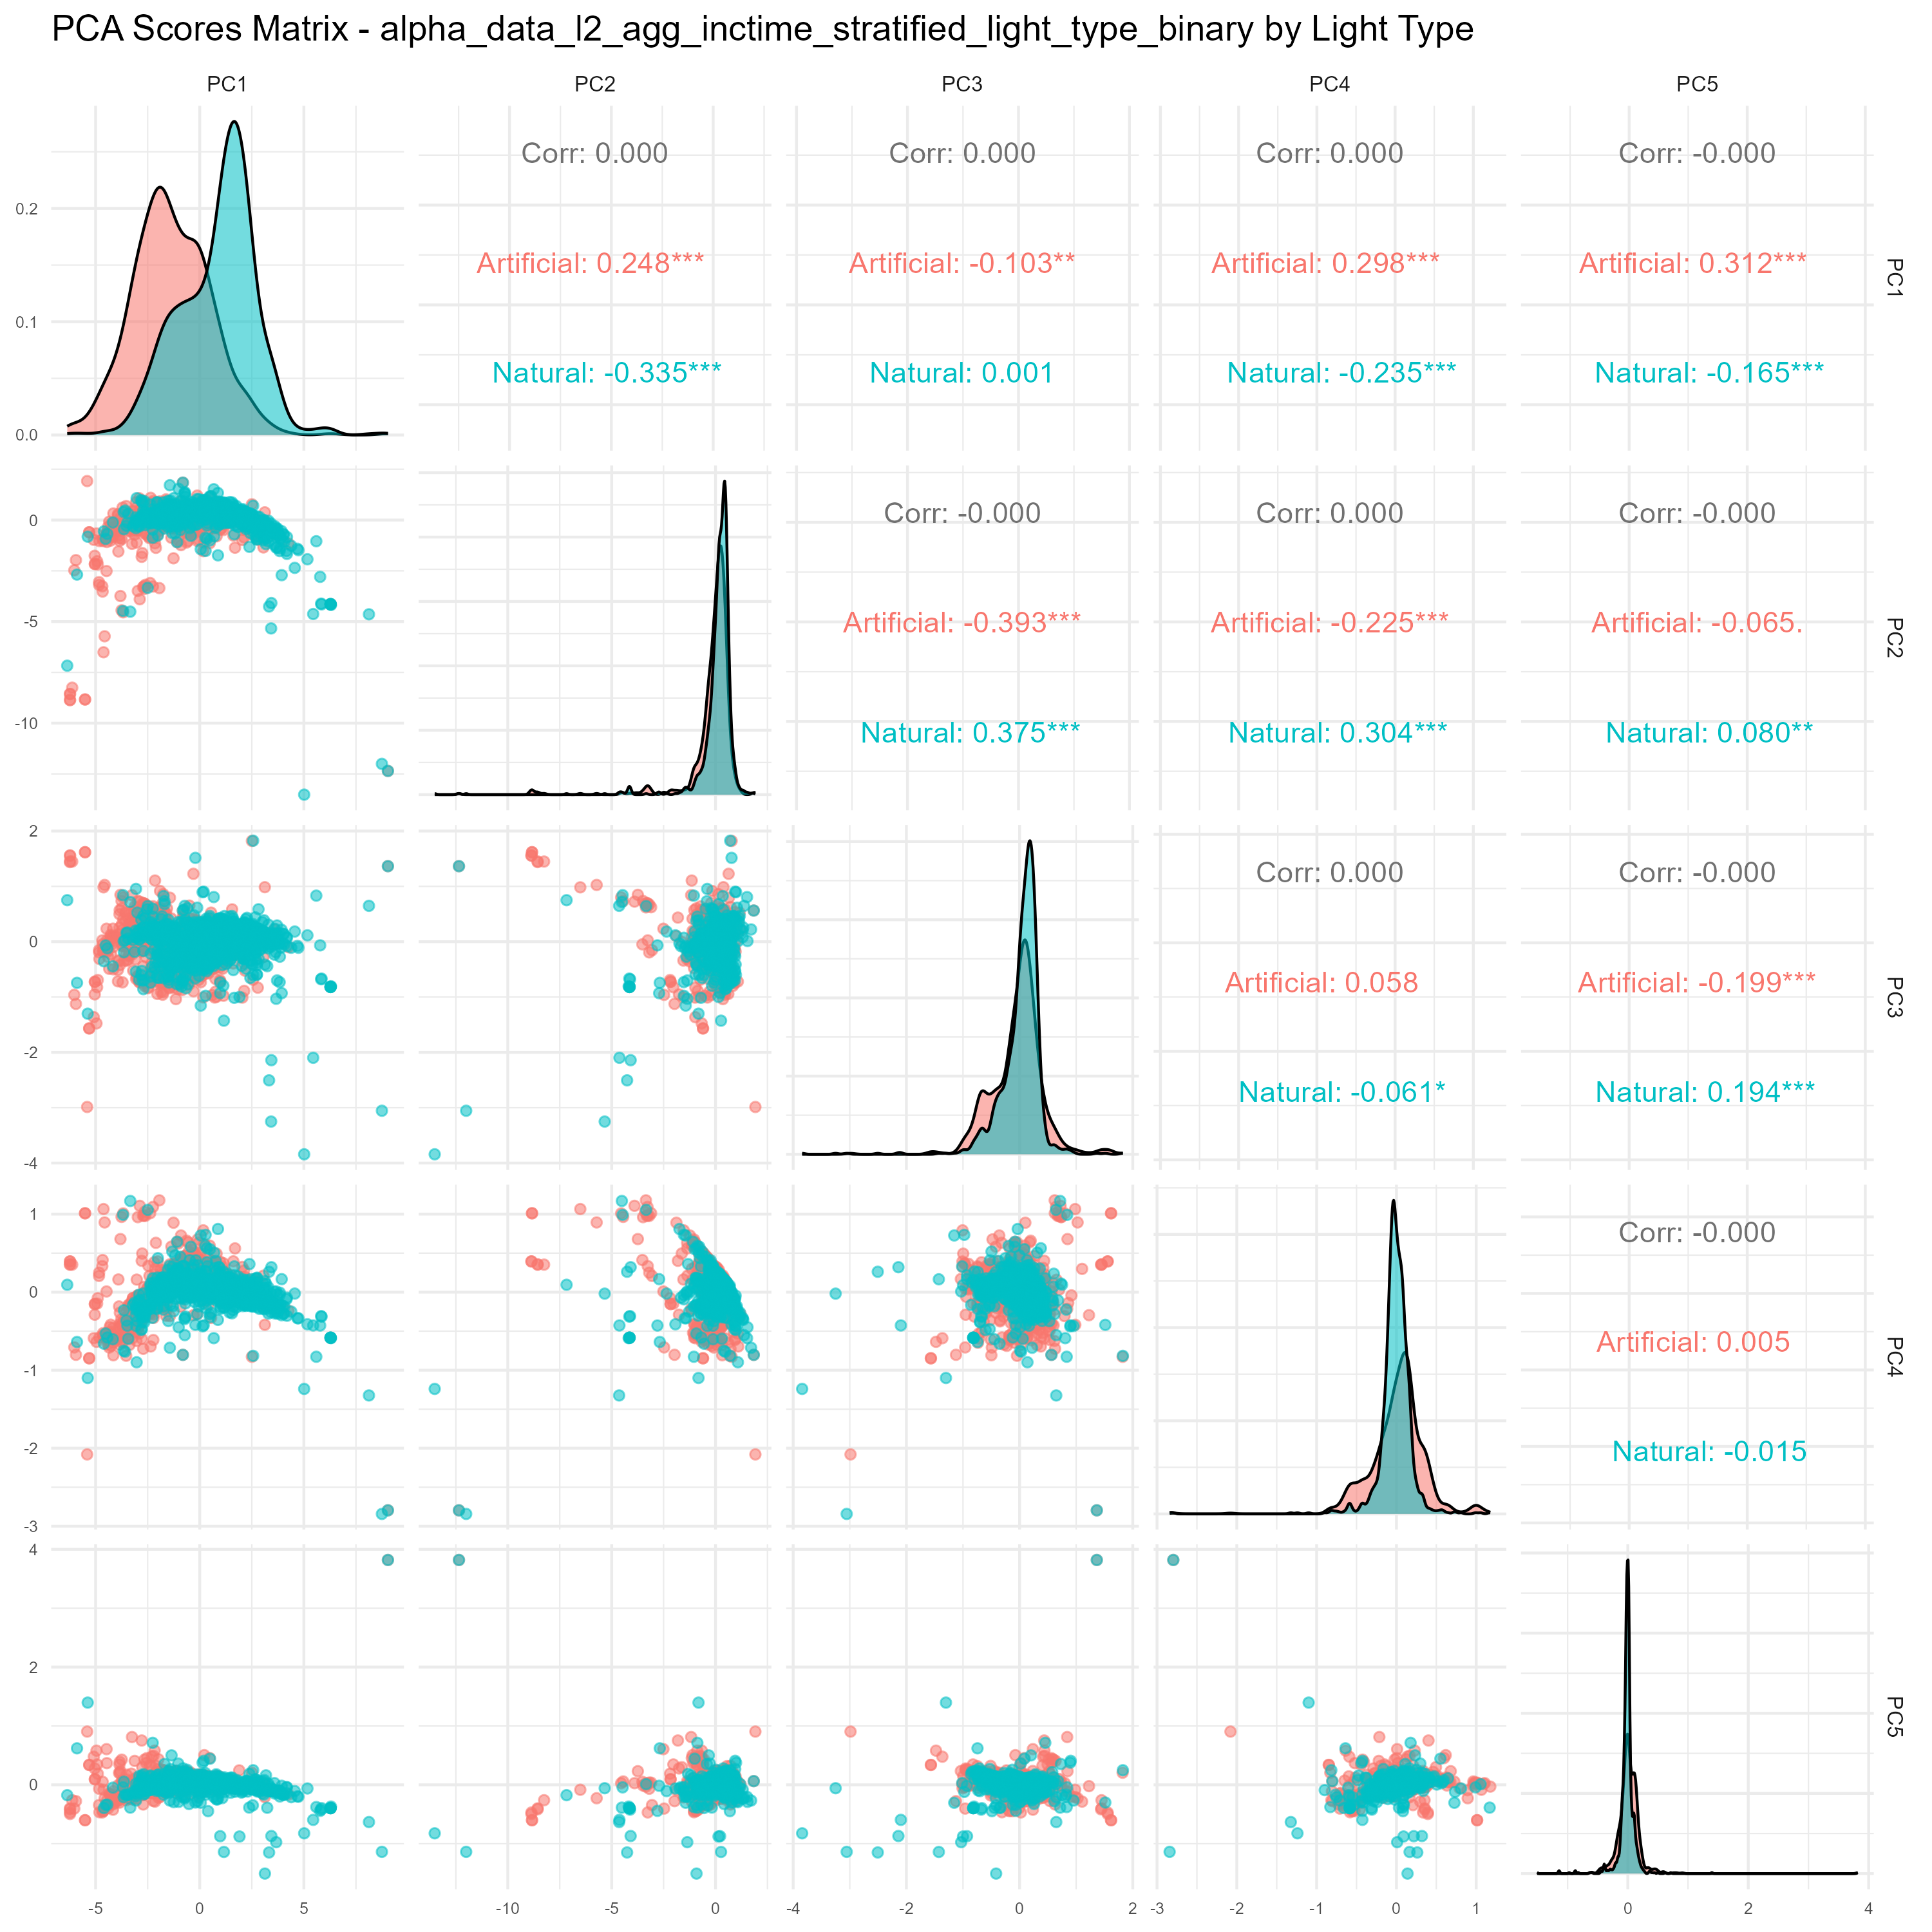 PCA Scores Matrix - alpha_data_l2_agg_inctime_stratified_light_type_binary by Light Type
PC1 PC2 PC3 PC4 PC5
0.2
0.1
0.0
Corr: 0.000
Artificial: 0.248***
Natural: -0.335***
Corr: 0.000
Artificial: -0.103**
Natural: 0.001
Corr: 0.000
Artificial: 0.298***
Natural: -0.235***
Corr: -0.000
Artificial: 0.312***
Natural: -0.165***
PC1
0
-5
-10
Corr: -0.000
Artificial: -0.393***
Natural: 0.375***
Corr: 0.000
Artificial: -0.225***
Natural: 0.304***
Corr: -0.000
Artificial: -0.065.
Natural: 0.080**
PC2
2
0
-2
-4
Corr: 0.000
Artificial: 0.058
Natural: -0.061*
Corr: -0.000
Artificial: -0.199***
Natural: 0.194***
PC3
1
0
-1
-2
-3
Corr: -0.000
Artificial: 0.005
Natural: -0.015
PC4
4
2
0
PC5
-5 0 5
-10 -5 0
-4 -2 0 2
-3 -2 -1 0 1
0 2 4